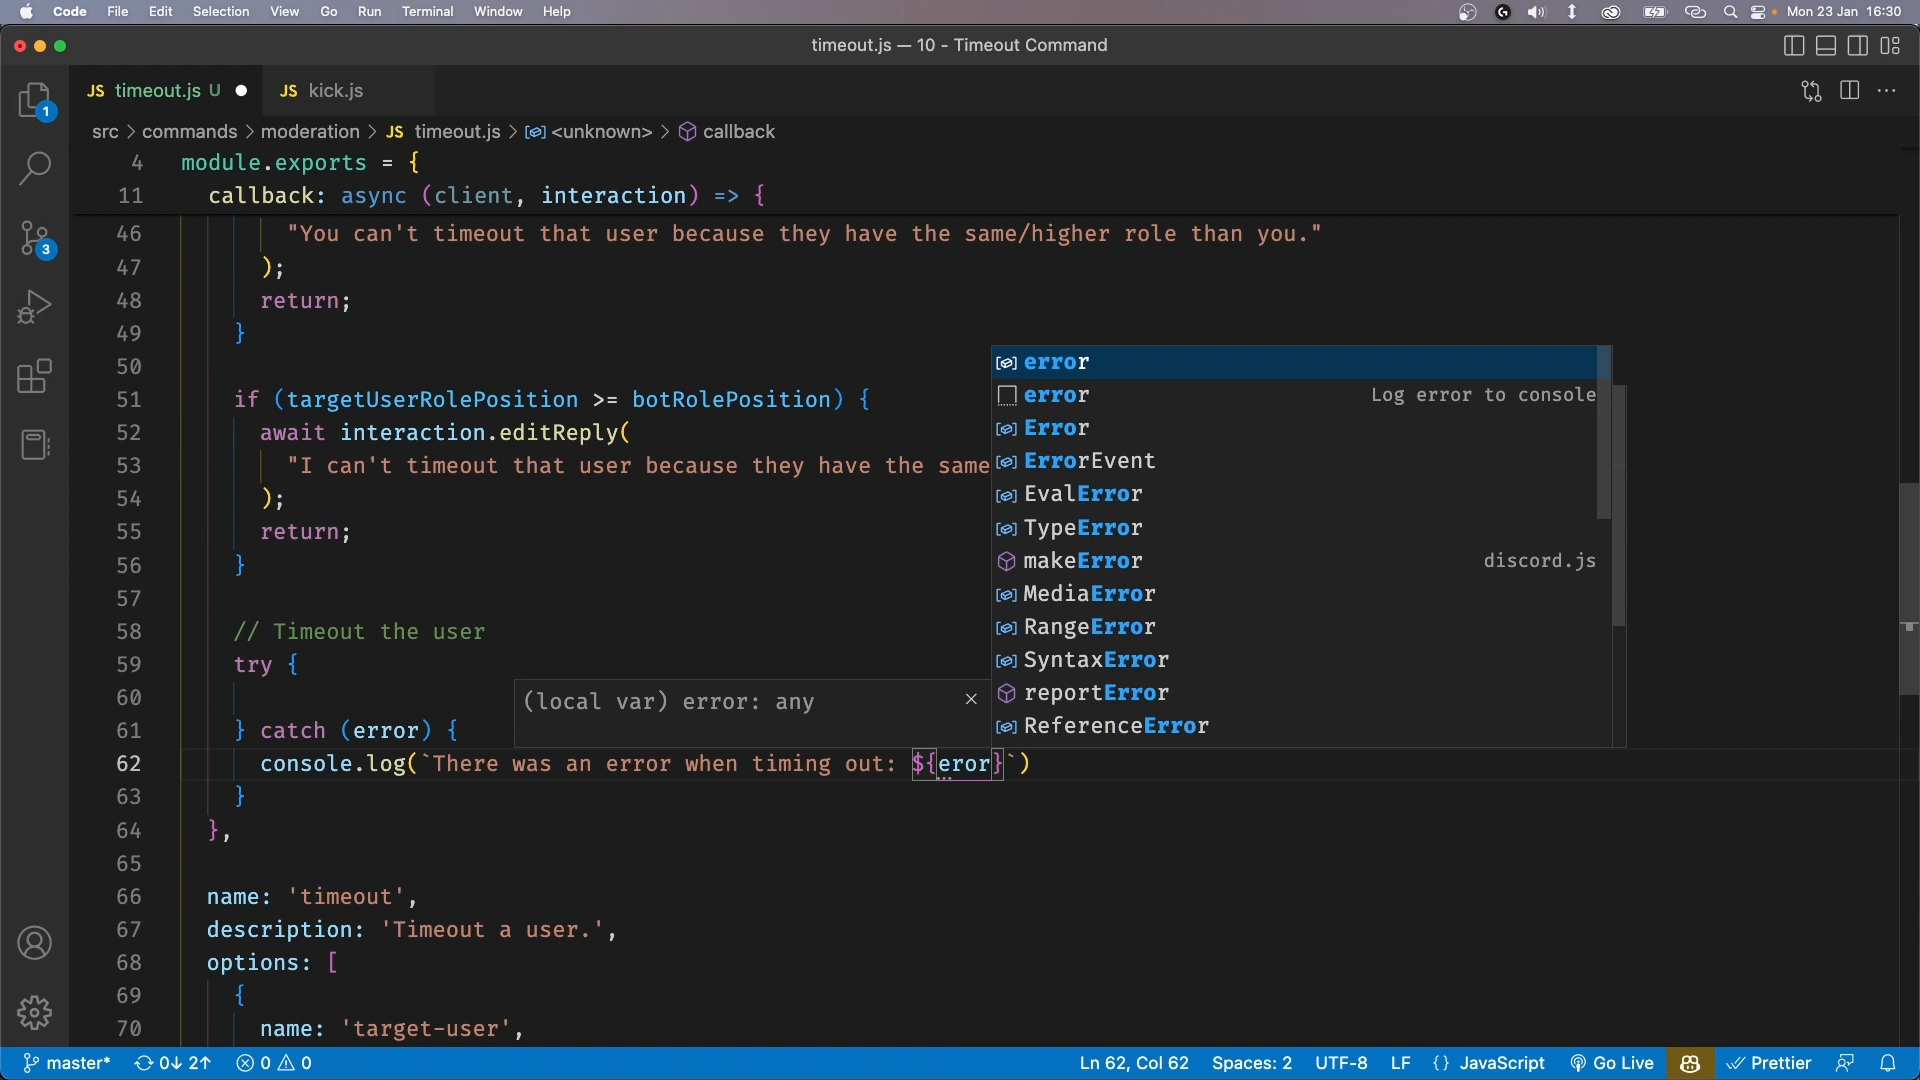 Code File Edit Selection View Go Run Terminal Window Help Mon 23 Jan 16:30
timeout.js — 10 - Timeout Command
JS timeout.js U JS kick.js
src > commands > moderation > JS timeout.js > <unknown> > callback
4 module.exports = {
11 callback: async (client, interaction) => {
46 "You can't timeout that user because they have the same/higher role than you."
47 );
48 return;
49 }
50
51 if (targetUserRolePosition >= botRolePosition) {
52 await interaction.editReply(
53 "I can't timeout that user because they have the same
54 );
55 return;
56 }
57
58 // Timeout the user
59 try {
60
61 } catch (error) {
62 console.log(`There was an error when timing out: ${eror}`)
63 }
64 },
65
66 name: 'timeout',
67 description: 'Timeout a user.',
68 options: [
69 {
70 name: 'target-user',
(local var) error: any
error
error Log error to console
Error
ErrorEvent
EvalError
TypeError
makeError discord.js
MediaError
RangeError
SyntaxError
reportError
ReferenceError
1
3
master* 0↓ 2↑ 0 0 Ln 62, Col 62 Spaces: 2 UTF-8 LF {} JavaScript Go Live Prettier